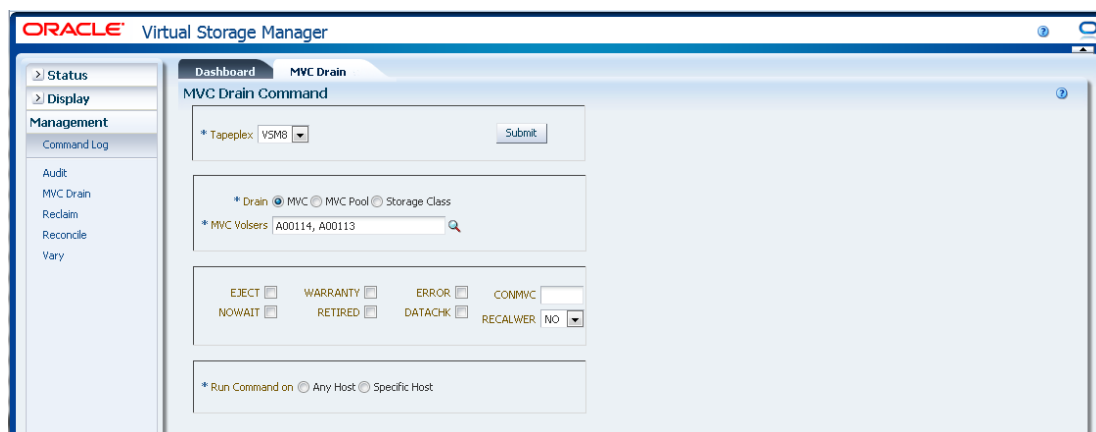 ORACLE® Virtual Storage Manager
Status
Display
Management
Command Log
Audit
MVC Drain
Reclaim
Reconcile
Vary
Dashboard MVC Drain
MVC Drain Command
* Tapeplex VSM8 Submit
* Drain MVC MVC Pool Storage Class
* MVC Volsers A00114, A00113
EJECT WARRANTY ERROR CONMVC
NOWAIT RETIRED DATACHK RECALWER NO
* Run Command on Any Host Specific Host